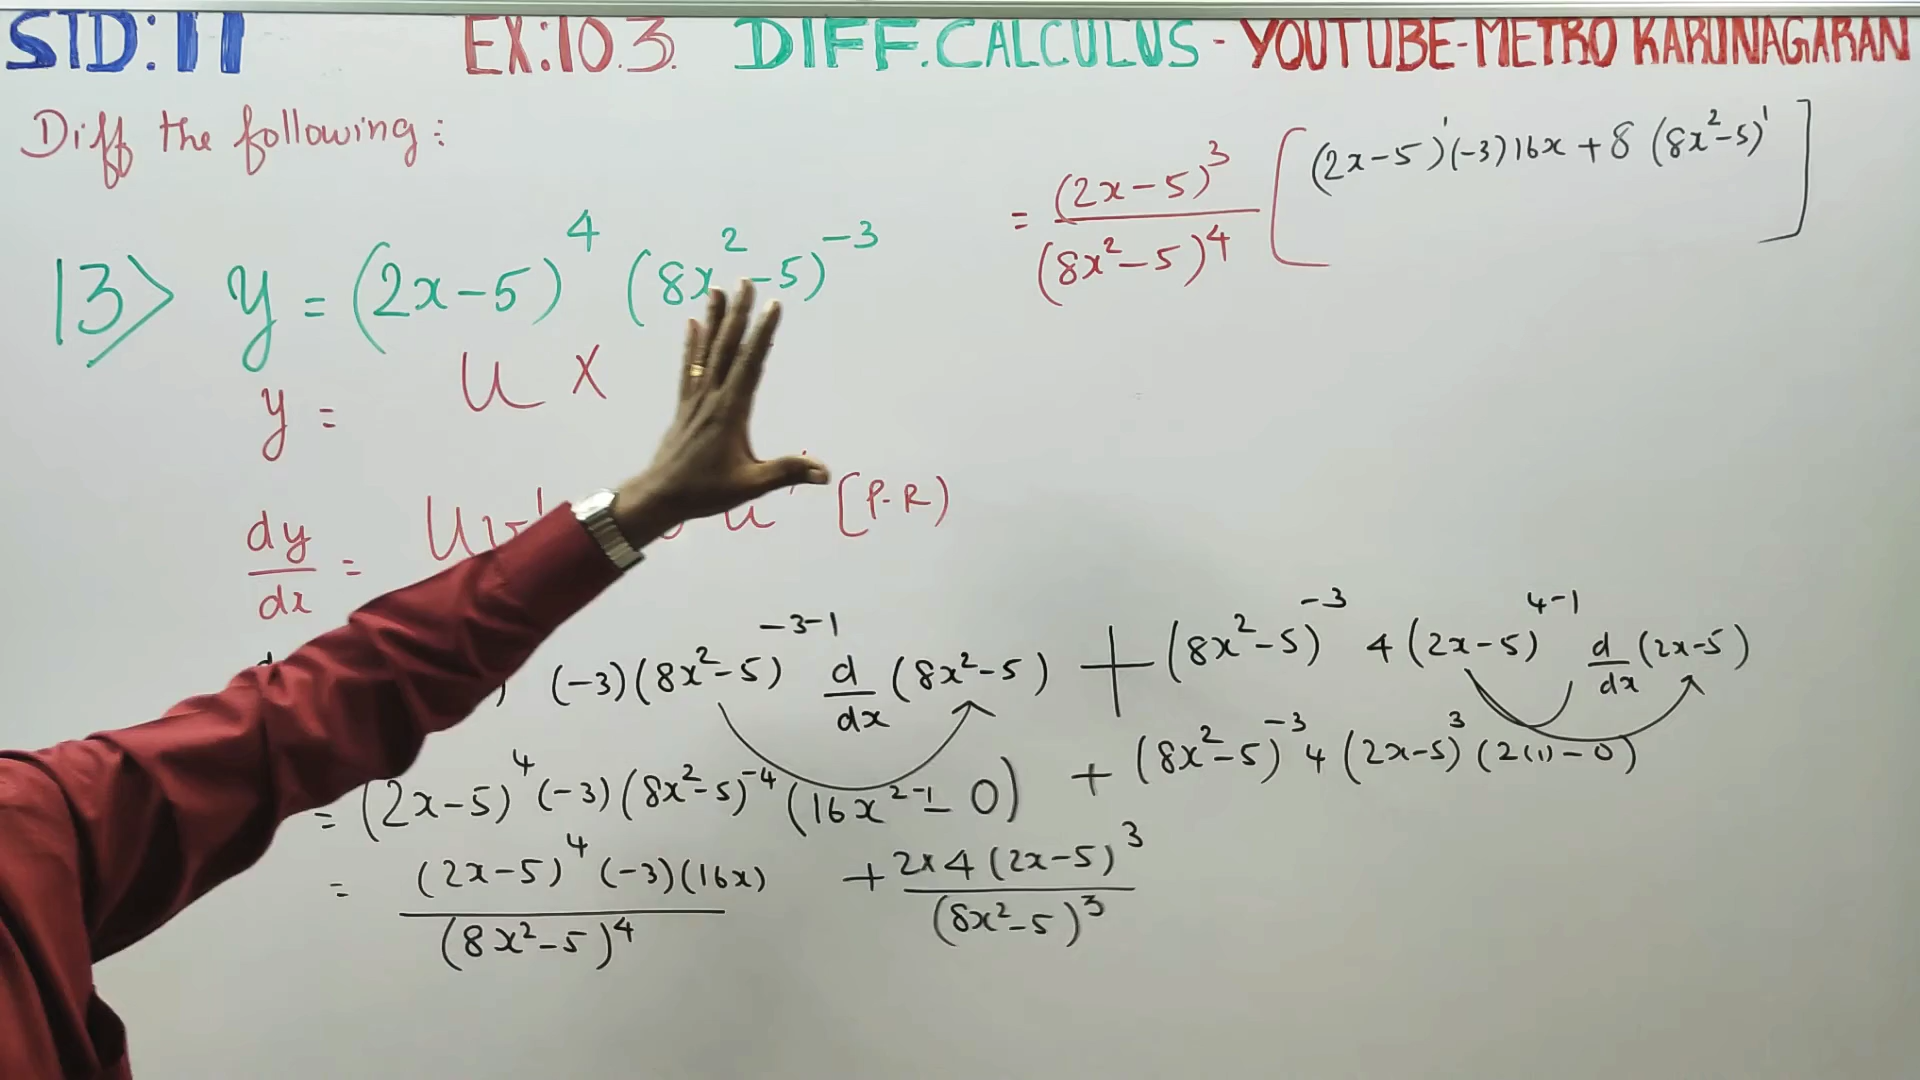 STD:11 EX:10.3. DIFF.CALCULUS - YOUTUBE-METRO KARUNAGARAN
Diff the following:
13> y = (2x-5)^4 (8x^2-5)^-3
y = u x
dy/dx = uv' u' [P-R)
(-3)(8x^2-5)^-3-1 d/dx (8x^2-5) + (8x^2-5)^-3 4(2x-5)^4-1 d/dx (2x-5)
= (2x-5)^4 (-3)(8x^2-5)^-4 (16x^2-1 - 0) + (8x^2-5)^-3 4(2x-5)^3 (2(1)-0)
= (2x-5)^4 (-3)(16x) / (8x^2-5)^4 + 2x4(2x-5)^3 / (8x^2-5)^3
= (2x-5)^3 / (8x^2-5)^4 [(2x-5)'(-3)16x + 8 (8x^2-5)']